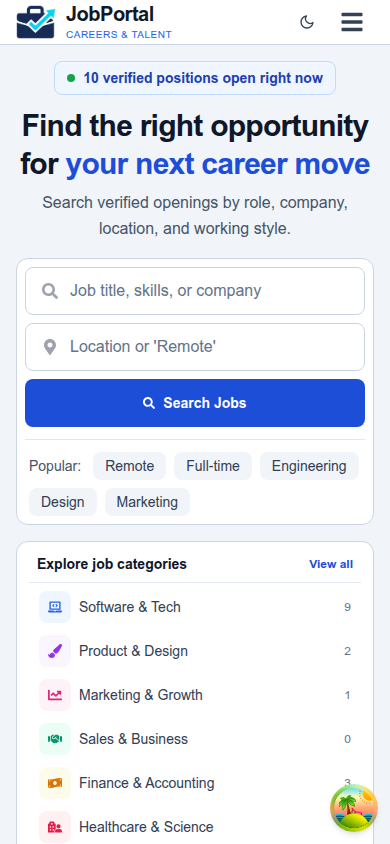 JobPortal
CAREERS & TALENT
10 verified positions open right now
Find the right opportunity
for your next career move
Search verified openings by role, company,
location, and working style.
Job title, skills, or company
Location or 'Remote'
Search Jobs
Popular: Remote Full-time Engineering
Design Marketing
Explore job categories View all
Software & Tech 9
Product & Design 2
Marketing & Growth 1
Sales & Business 0
Finance & Accounting 3
Healthcare & Science